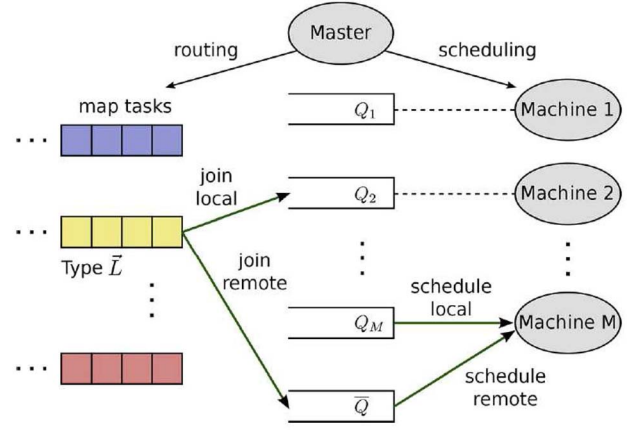 Master
routing
scheduling
map tasks
Q₁
Machine 1
...
join
local
Q₂
Machine 2
...
Type L⃗
join
remote
schedule
local
Q_M
Machine M
...
Q̅
schedule
remote